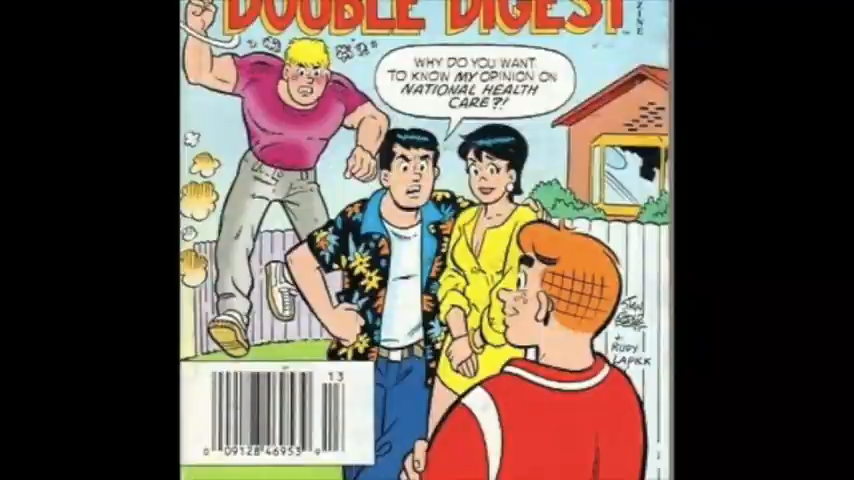 DOUBLE DIGEST
ZINE
WHY DO YOU WANT
TO KNOW MY OPINION ON
NATIONAL HEALTH
CARE?!
RUDY
LAPICK
13
0 09128 46953 9